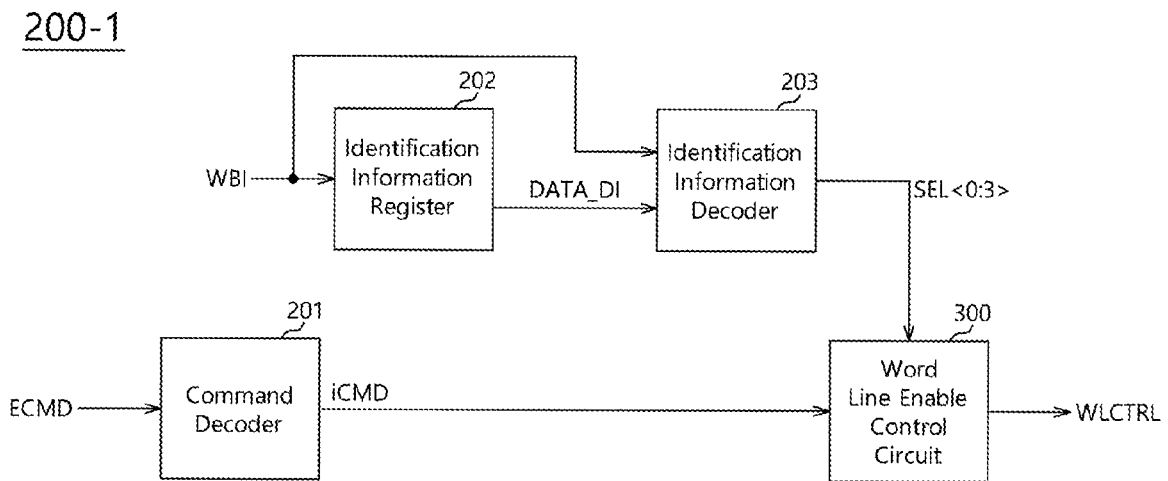 200-1
202
203
Identification
Information
Register
Identification
Information
Decoder
WBI
DATA_DI
SEL<0:3>
201
300
Command
Decoder
Word
Line Enable
Control
Circuit
ECMD
iCMD
WLCTRL